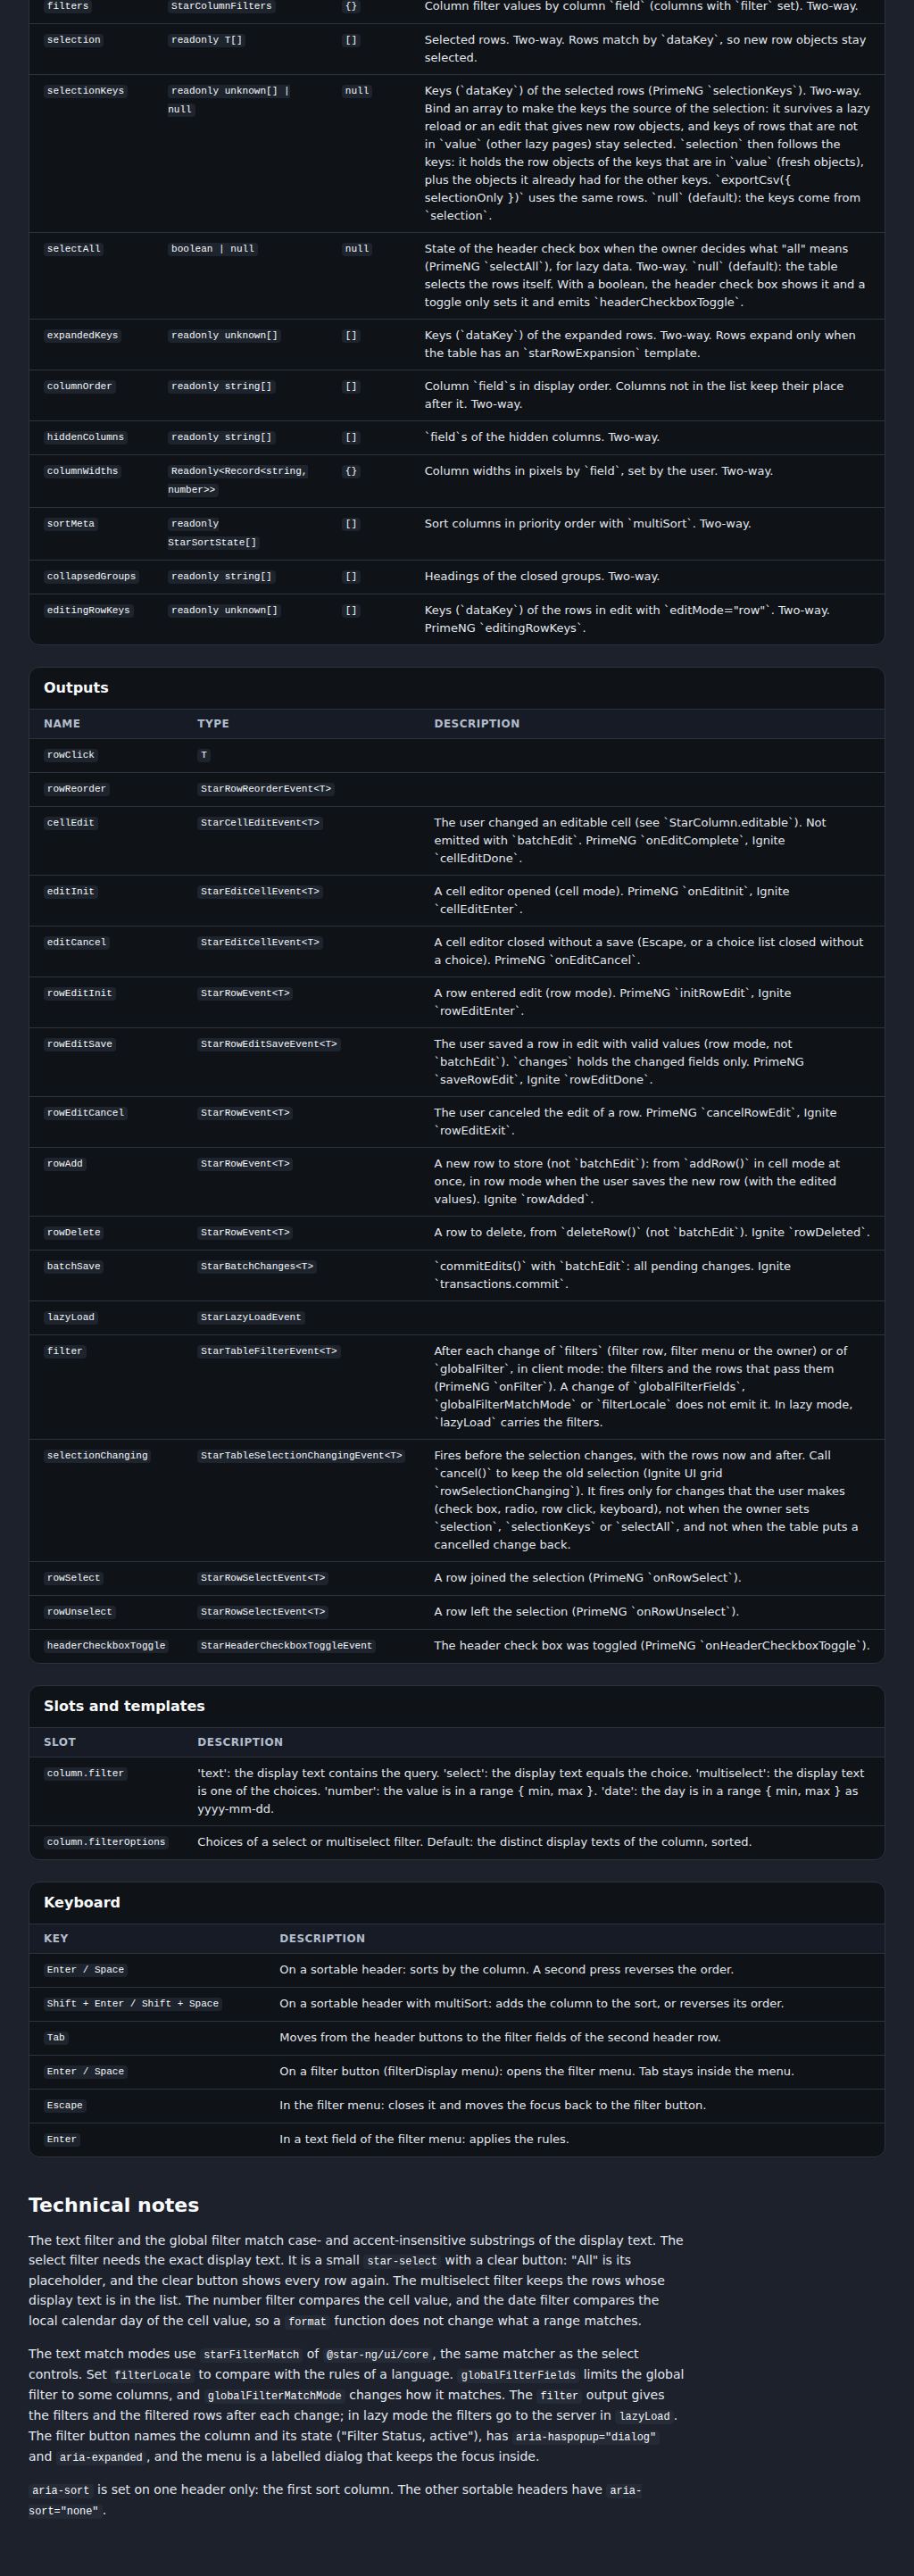 filters StarColumnFilters {} Column filter values by column `field` (columns with `filter` set). Two-way.
selection readonly T[] [] Selected rows. Two-way. Rows match by `dataKey`, so new row objects stay
selected.
selectionKeys readonly unknown[] | null Keys (`dataKey`) of the selected rows (PrimeNG `selectionKeys`). Two-way.
null Bind an array to make the keys the source of the selection: it survives a lazy
reload or an edit that gives new row objects, and keys of rows that are not
in `value` (other lazy pages) stay selected. `selection` then follows the
keys: it holds the row objects of the keys that are in `value` (fresh objects),
plus the objects it already had for the other keys. `exportCsv({
selectionOnly })` uses the same rows. `null` (default): the keys come from
`selection`.
selectAll boolean | null null State of the header check box when the owner decides what "all" means
(PrimeNG `selectAll`), for lazy data. Two-way. `null` (default): the table
selects the rows itself. With a boolean, the header check box shows it and a
toggle only sets it and emits `headerCheckboxToggle`.
expandedKeys readonly unknown[] [] Keys (`dataKey`) of the expanded rows. Two-way. Rows expand only when
the table has an `starRowExpansion` template.
columnOrder readonly string[] [] Column `field`s in display order. Columns not in the list keep their place
after it. Two-way.
hiddenColumns readonly string[] [] `field`s of the hidden columns. Two-way.
columnWidths Readonly<Record<string, {} Column widths in pixels by `field`, set by the user. Two-way.
number>>
sortMeta readonly [] Sort columns in priority order with `multiSort`. Two-way.
StarSortState[]
collapsedGroups readonly string[] [] Headings of the closed groups. Two-way.
editingRowKeys readonly unknown[] [] Keys (`dataKey`) of the rows in edit with `editMode="row"`. Two-way.
PrimeNG `editingRowKeys`.
Outputs
NAME TYPE DESCRIPTION
rowClick T
rowReorder StarRowReorderEvent<T>
cellEdit StarCellEditEvent<T> The user changed an editable cell (see `StarColumn.editable`). Not
emitted with `batchEdit`. PrimeNG `onEditComplete`, Ignite
`cellEditDone`.
editInit StarEditCellEvent<T> A cell editor opened (cell mode). PrimeNG `onEditInit`, Ignite
`cellEditEnter`.
editCancel StarEditCellEvent<T> A cell editor closed without a save (Escape, or a choice list closed without
a choice). PrimeNG `onEditCancel`.
rowEditInit StarRowEvent<T> A row entered edit (row mode). PrimeNG `initRowEdit`, Ignite
`rowEditEnter`.
rowEditSave StarRowEditSaveEvent<T> The user saved a row in edit with valid values (row mode, not
`batchEdit`). `changes` holds the changed fields only. PrimeNG
`saveRowEdit`, Ignite `rowEditDone`.
rowEditCancel StarRowEvent<T> The user canceled the edit of a row. PrimeNG `cancelRowEdit`, Ignite
`rowEditExit`.
rowAdd StarRowEvent<T> A new row to store (not `batchEdit`): from `addRow()` in cell mode at
once, in row mode when the user saves the new row (with the edited
values). Ignite `rowAdded`.
rowDelete StarRowEvent<T> A row to delete, from `deleteRow()` (not `batchEdit`). Ignite `rowDeleted`.
batchSave StarBatchChanges<T> `commitEdits()` with `batchEdit`: all pending changes. Ignite
`transactions.commit`.
lazyLoad StarLazyLoadEvent
filter StarTableFilterEvent<T> After each change of `filters` (filter row, filter menu or the owner) or of
`globalFilter`, in client mode: the filters and the rows that pass them
(PrimeNG `onFilter`). A change of `globalFilterFields`,
`globalFilterMatchMode` or `filterLocale` does not emit it. In lazy mode,
`lazyLoad` carries the filters.
selectionChanging StarTableSelectionChangingEvent<T> Fires before the selection changes, with the rows now and after. Call
`cancel()` to keep the old selection (Ignite UI grid
`rowSelectionChanging`). It fires only for changes that the user makes
(check box, radio, row click, keyboard), not when the owner sets
`selection`, `selectionKeys` or `selectAll`, and not when the table puts a
cancelled change back.
rowSelect StarRowSelectEvent<T> A row joined the selection (PrimeNG `onRowSelect`).
rowUnselect StarRowSelectEvent<T> A row left the selection (PrimeNG `onRowUnselect`).
headerCheckboxToggle StarHeaderCheckboxToggleEvent The header check box was toggled (PrimeNG `onHeaderCheckboxToggle`).
Slots and templates
SLOT DESCRIPTION
column.filter 'text': the display text contains the query. 'select': the display text equals the choice. 'multiselect': the display text
is one of the choices. 'number': the value is in a range { min, max }. 'date': the day is in a range { min, max } as
yyyy-mm-dd.
column.filterOptions Choices of a select or multiselect filter. Default: the distinct display texts of the column, sorted.
Keyboard
KEY DESCRIPTION
Enter / Space On a sortable header: sorts by the column. A second press reverses the order.
Shift + Enter / Shift + Space On a sortable header with multiSort: adds the column to the sort, or reverses its order.
Tab Moves from the header buttons to the filter fields of the second header row.
Enter / Space On a filter button (filterDisplay menu): opens the filter menu. Tab stays inside the menu.
Escape In the filter menu: closes it and moves the focus back to the filter button.
Enter In a text field of the filter menu: applies the rules.
Technical notes
The text filter and the global filter match case- and accent-insensitive substrings of the display text. The
select filter needs the exact display text. It is a small star-select with a clear button: "All" is its
placeholder, and the clear button shows every row again. The multiselect filter keeps the rows whose
display text is in the list. The number filter compares the cell value, and the date filter compares the
local calendar day of the cell value, so a format function does not change what a range matches.
The text match modes use starFilterMatch of @star-ng/ui/core, the same matcher as the select
controls. Set filterLocale to compare with the rules of a language. globalFilterFields limits the global
filter to some columns, and globalFilterMatchMode changes how it matches. The filter output gives
the filters and the filtered rows after each change; in lazy mode the filters go to the server in lazyLoad.
The filter button names the column and its state ("Filter Status, active"), has aria-haspopup="dialog"
and aria-expanded, and the menu is a labelled dialog that keeps the focus inside.
aria-sort is set on one header only: the first sort column. The other sortable headers have aria-
sort="none".